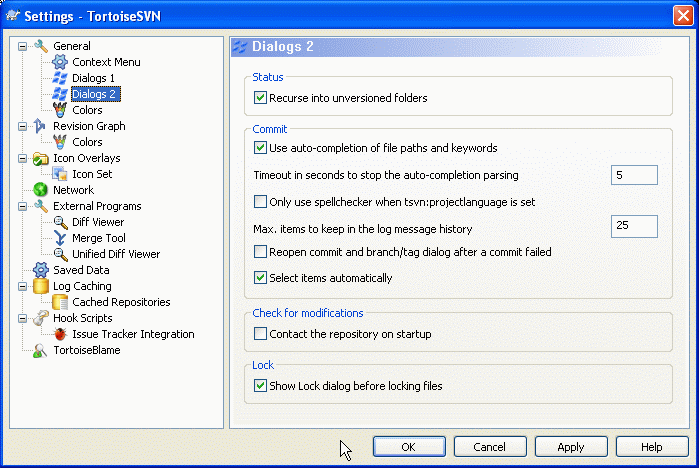 Settings - TortoiseSVN
General
Context Menu
Dialogs 1
Dialogs 2
Colors
Revision Graph
Colors
Icon Overlays
Icon Set
Network
External Programs
Diff Viewer
Merge Tool
Unified Diff Viewer
Saved Data
Log Caching
Cached Repositories
Hook Scripts
Issue Tracker Integration
TortoiseBlame
Dialogs 2
Status
Recurse into unversioned folders
Commit
Use auto-completion of file paths and keywords
Timeout in seconds to stop the auto-completion parsing 5
Only use spellchecker when tsvn:projectlanguage is set
Max. items to keep in the log message history 25
Reopen commit and branch/tag dialog after a commit failed
Select items automatically
Check for modifications
Contact the repository on startup
Lock
Show Lock dialog before locking files
OK Cancel Apply Help